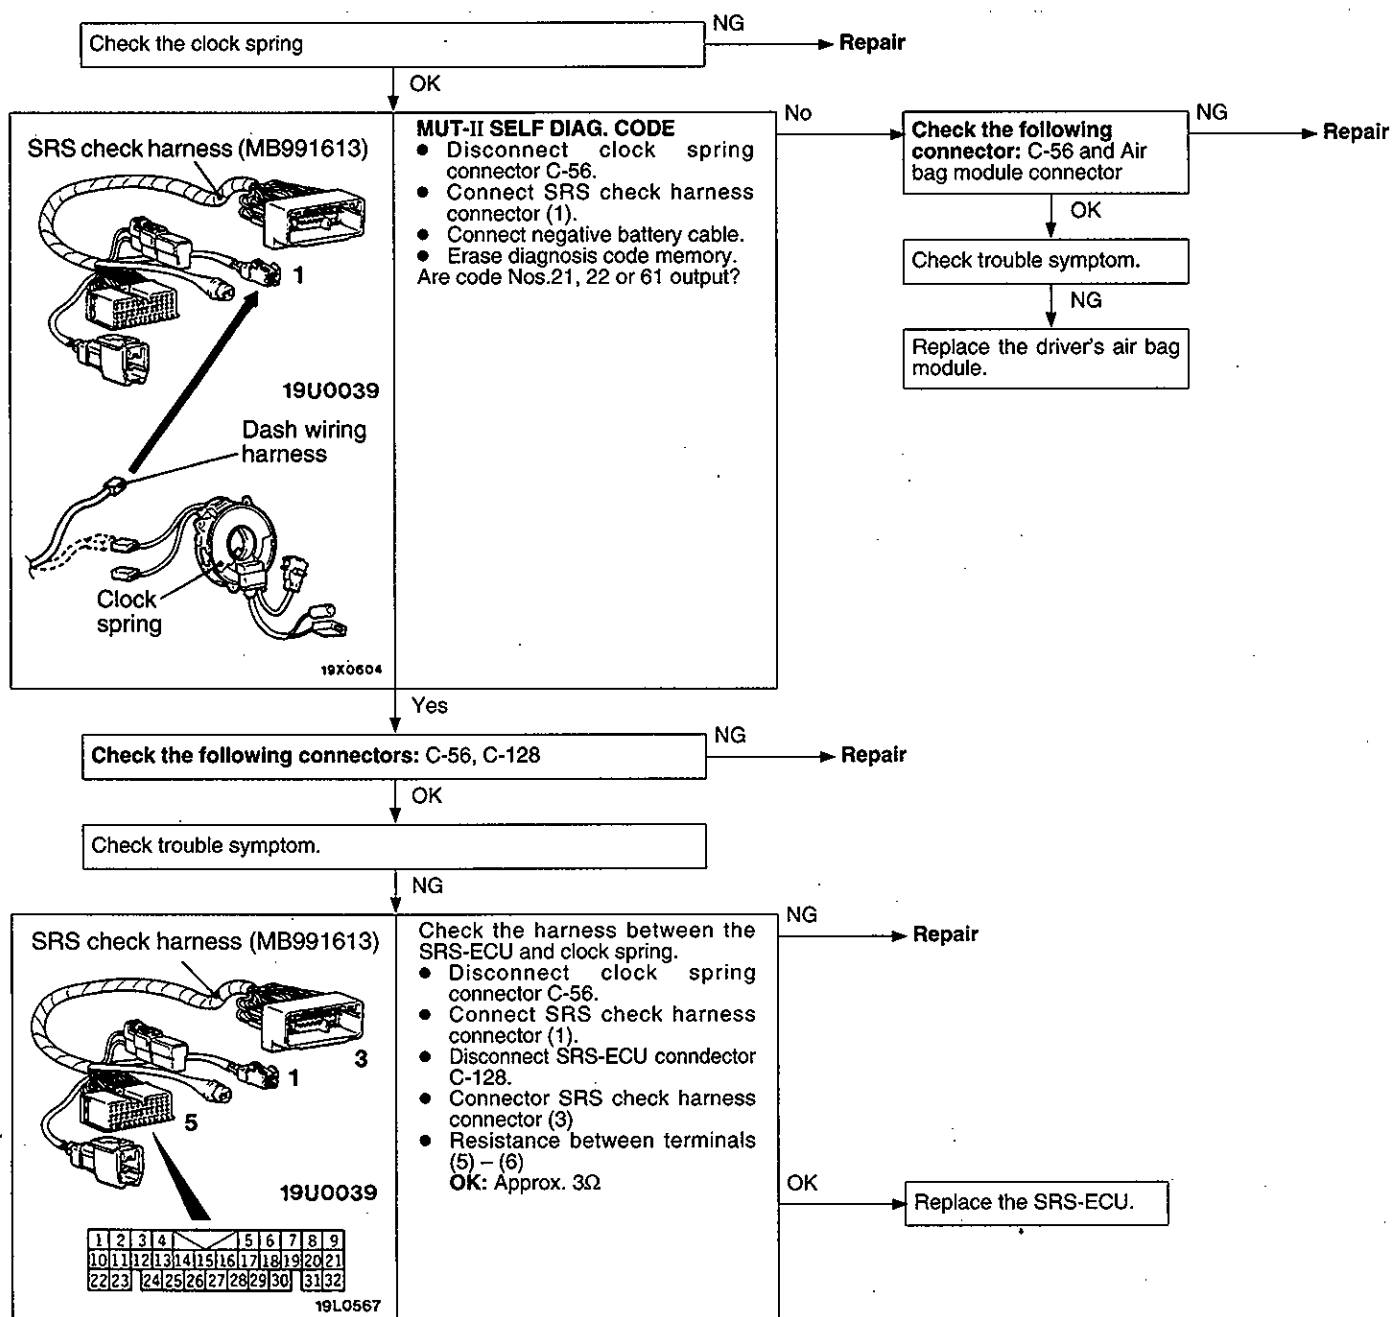 Check the clock spring
NG
Repair
OK
SRS check harness (MB991613)
1
19U0039
Dash wiring
harness
Clock
spring
19X0604
MUT-II SELF DIAG. CODE
● Disconnect clock spring
connector C-56.
● Connect SRS check harness
connector (1).
● Connect negative battery cable.
● Erase diagnosis code memory.
Are code Nos.21, 22 or 61 output?
No
Check the following
connector: C-56 and Air
bag module connector
NG
Repair
OK
Check trouble symptom.
NG
Replace the driver's air bag
module.
Yes
Check the following connectors: C-56, C-128
NG
Repair
OK
Check trouble symptom.
NG
SRS check harness (MB991613)
3
1
5
19U0039
1 2 3 4 5 6 7 8 9
10 11 12 13 14 15 16 17 18 19 20 21
22 23 24 25 26 27 28 29 30 31 32
19L0567
Check the harness between the
SRS-ECU and clock spring.
● Disconnect clock spring
connector C-56.
● Connect SRS check harness
connector (1).
● Disconnect SRS-ECU conndector
C-128.
● Connector SRS check harness
connector (3)
● Resistance between terminals
(5) – (6)
OK: Approx. 3Ω
NG
Repair
OK
Replace the SRS-ECU.